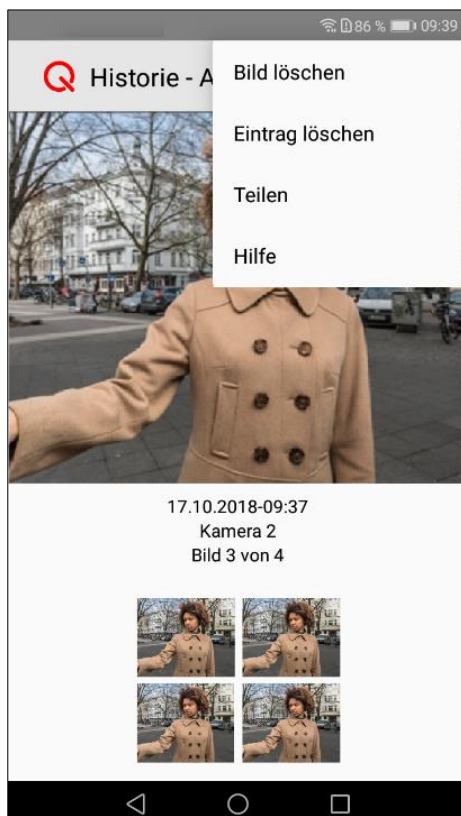 86 % 09:39
Historie - A
Bild löschen
Eintrag löschen
Teilen
Hilfe
17.10.2018-09:37
Kamera 2
Bild 3 von 4